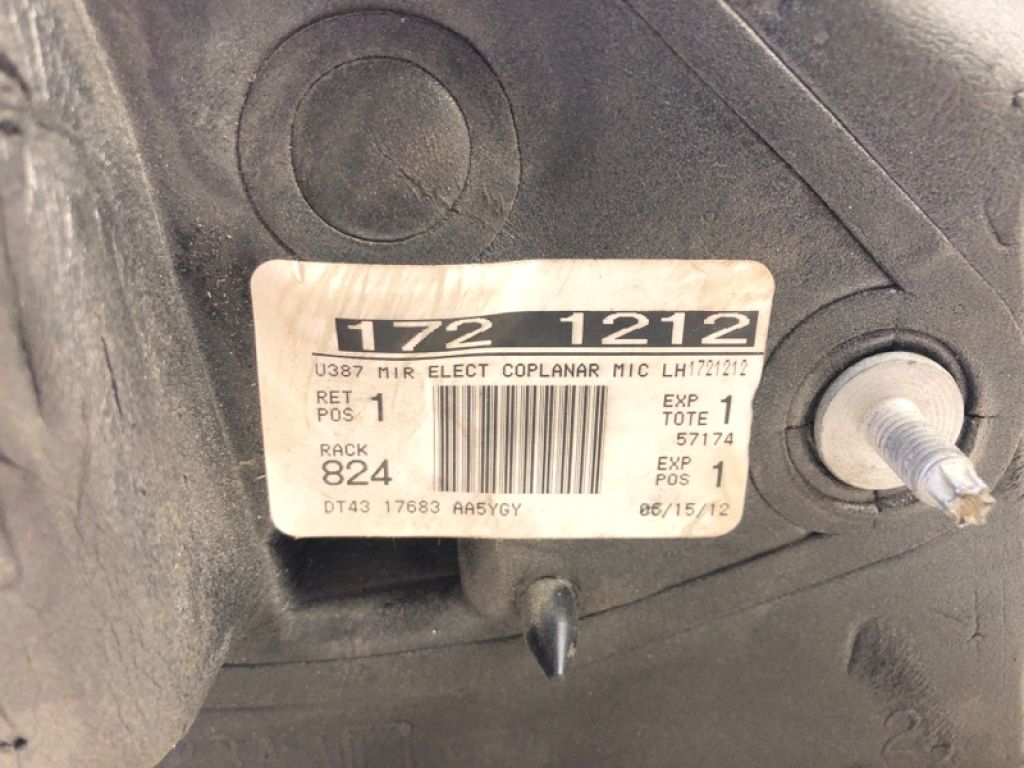 172 1212
U387 MIR ELECT COPLANAR MIC LH1721212
RET POS 1
EXP TOTE 1
57174
RACK 824
EXP POS 1
DT43 17683 AA5YGY
06/15/12
2